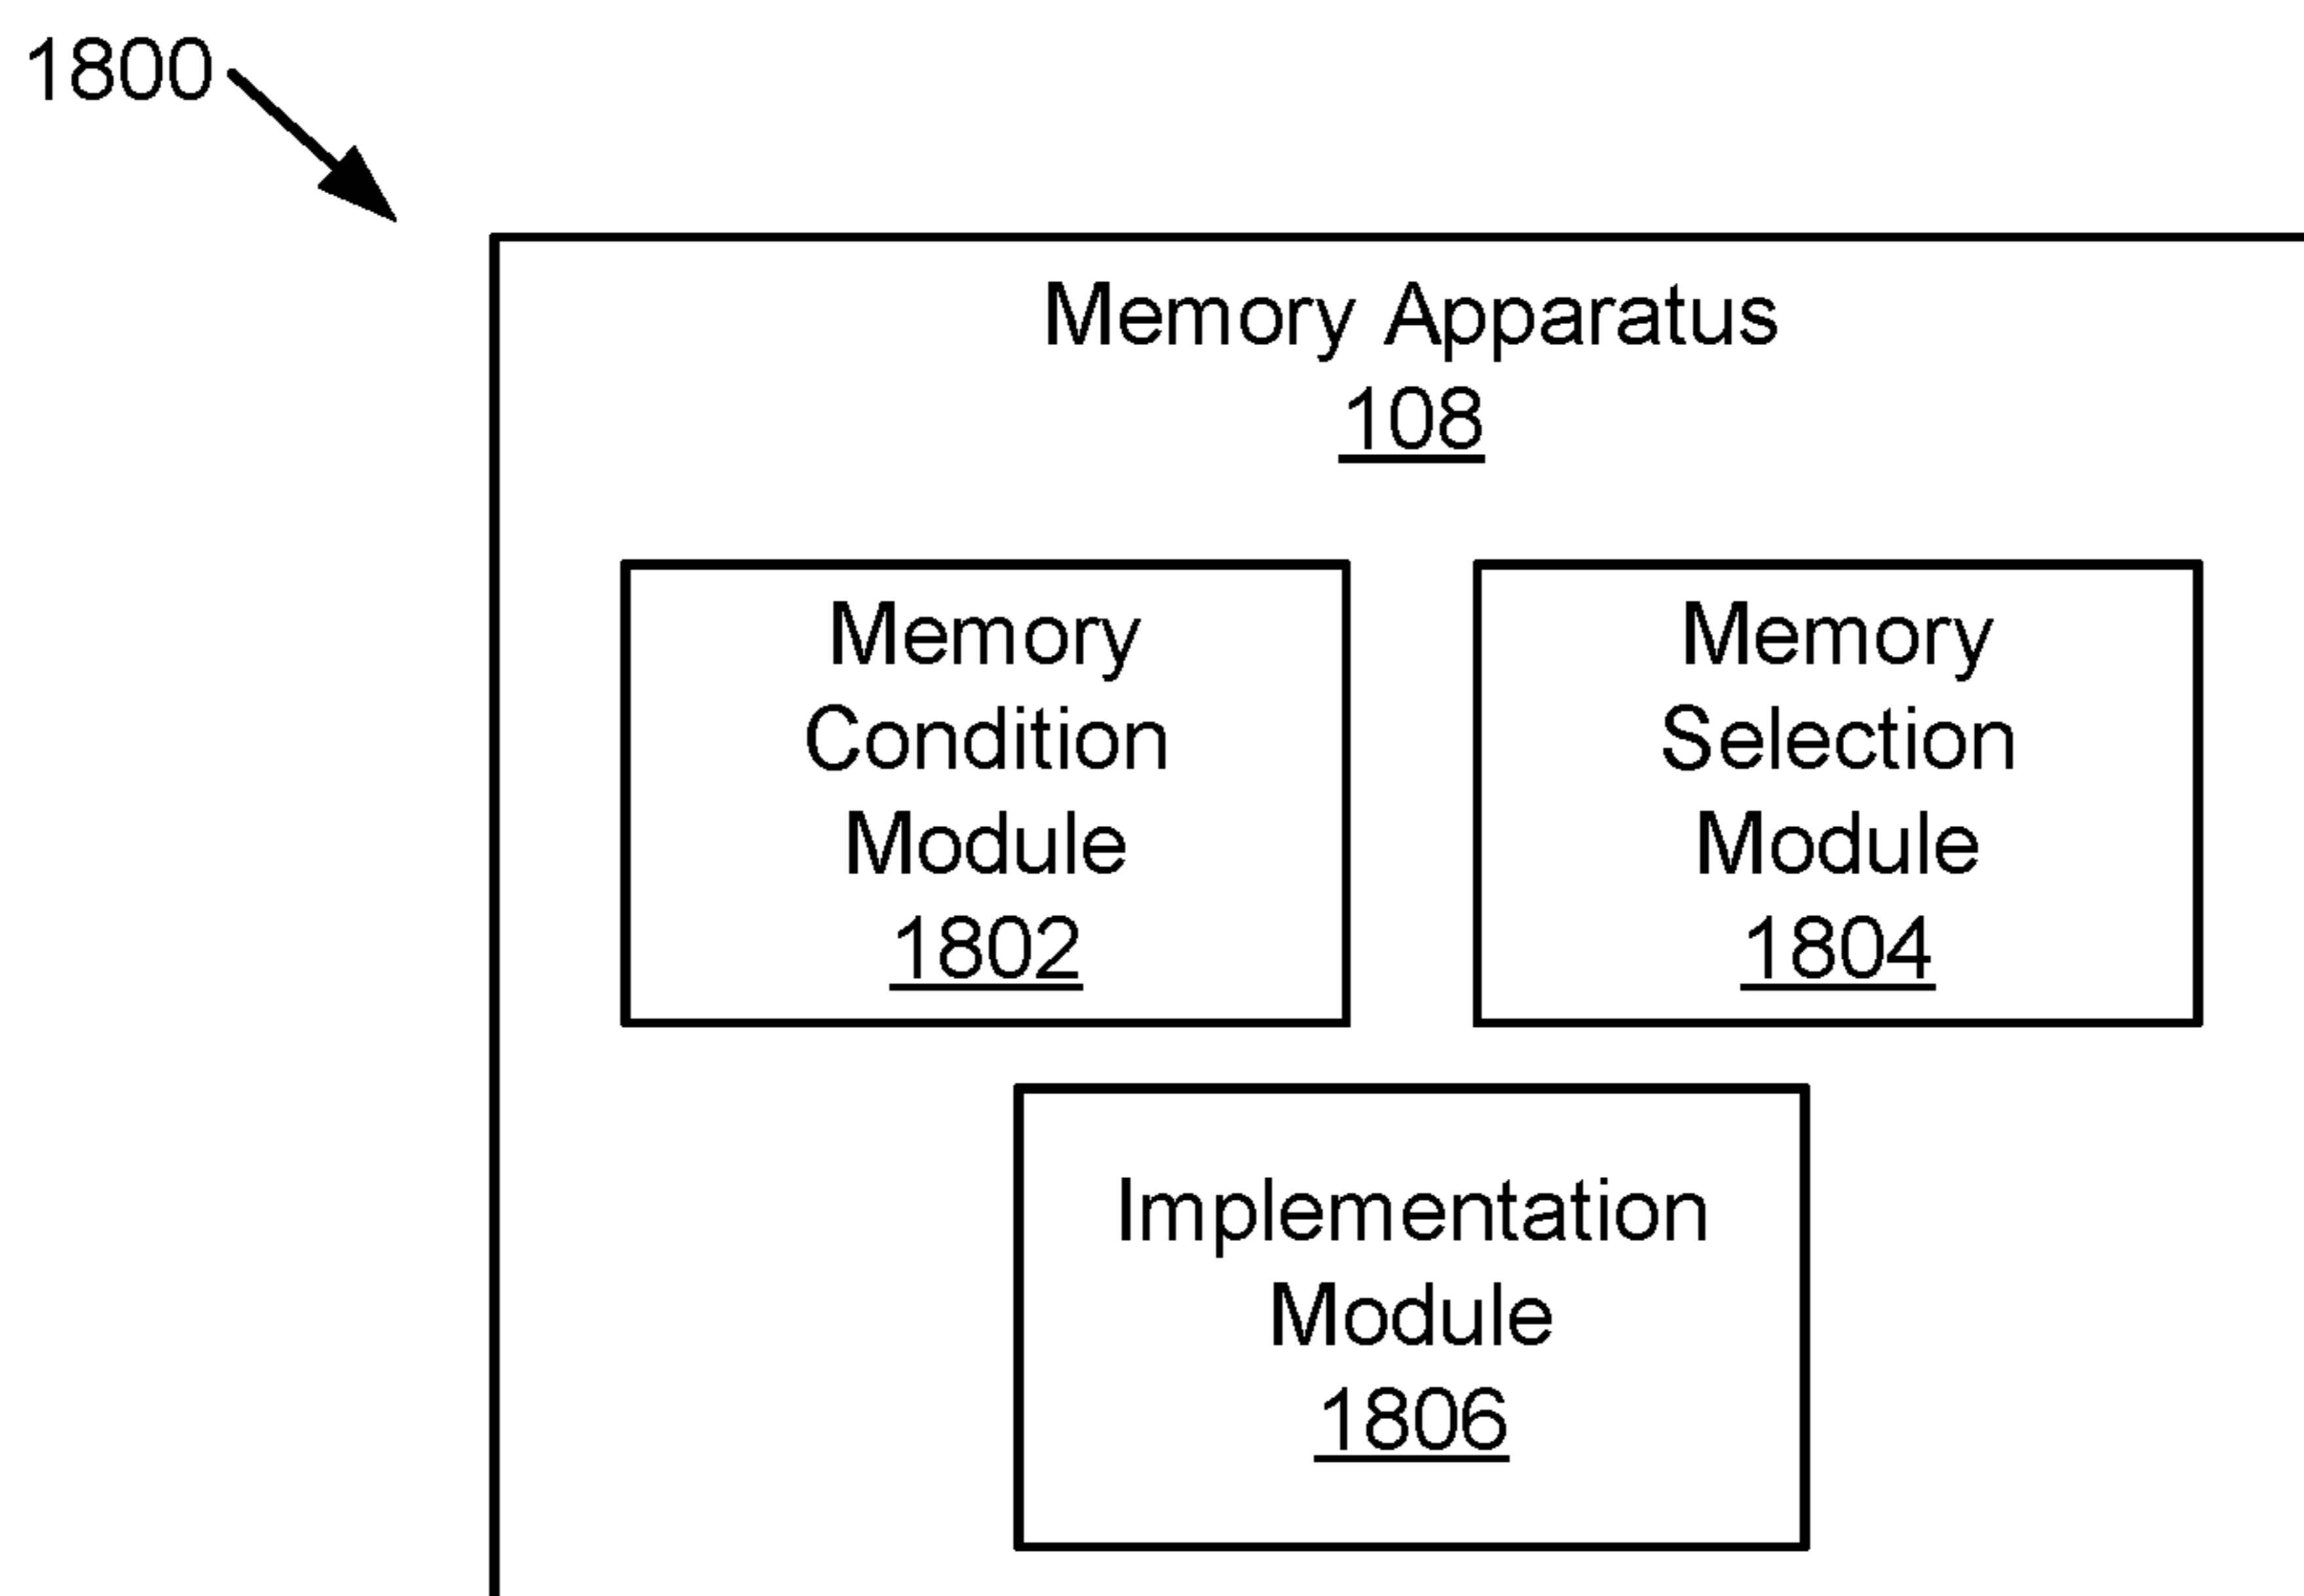 1800
Memory Apparatus
108
Memory
Condition
Module
1802
Memory
Selection
Module
1804
Implementation
Module
1806